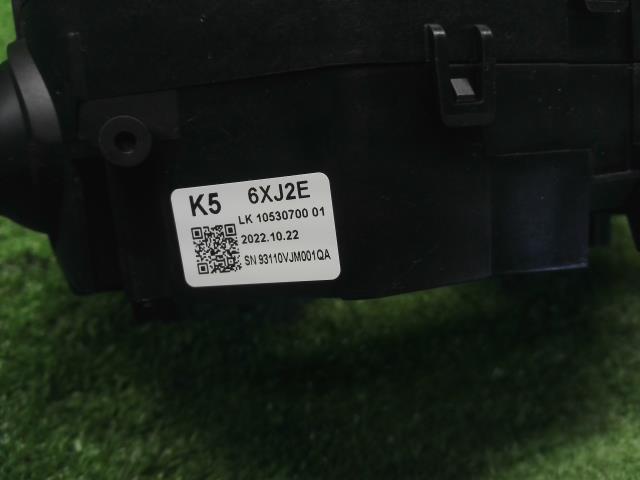 K5 6XJ2E
LK 10530700 01
2022.10.22
SN 93110VJM001QA